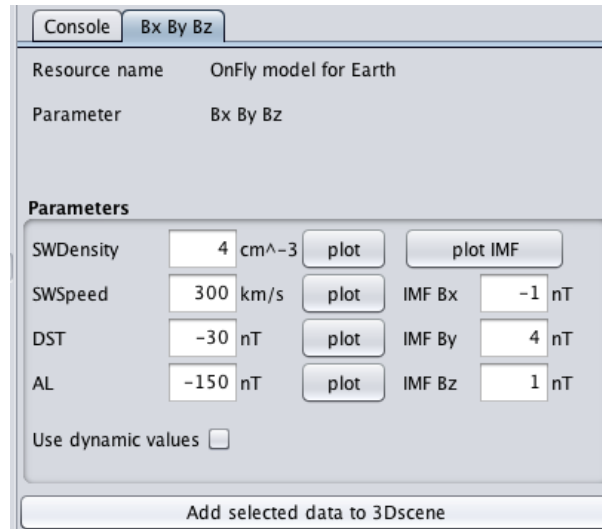 Console Bx By Bz
Resource name OnFly model for Earth
Parameter Bx By Bz
Parameters
SWDensity 4 cm^-3 plot plot IMF
SWSpeed 300 km/s plot IMF Bx -1 nT
DST -30 nT plot IMF By 4 nT
AL -150 nT plot IMF Bz 1 nT
Use dynamic values
Add selected data to 3Dscene